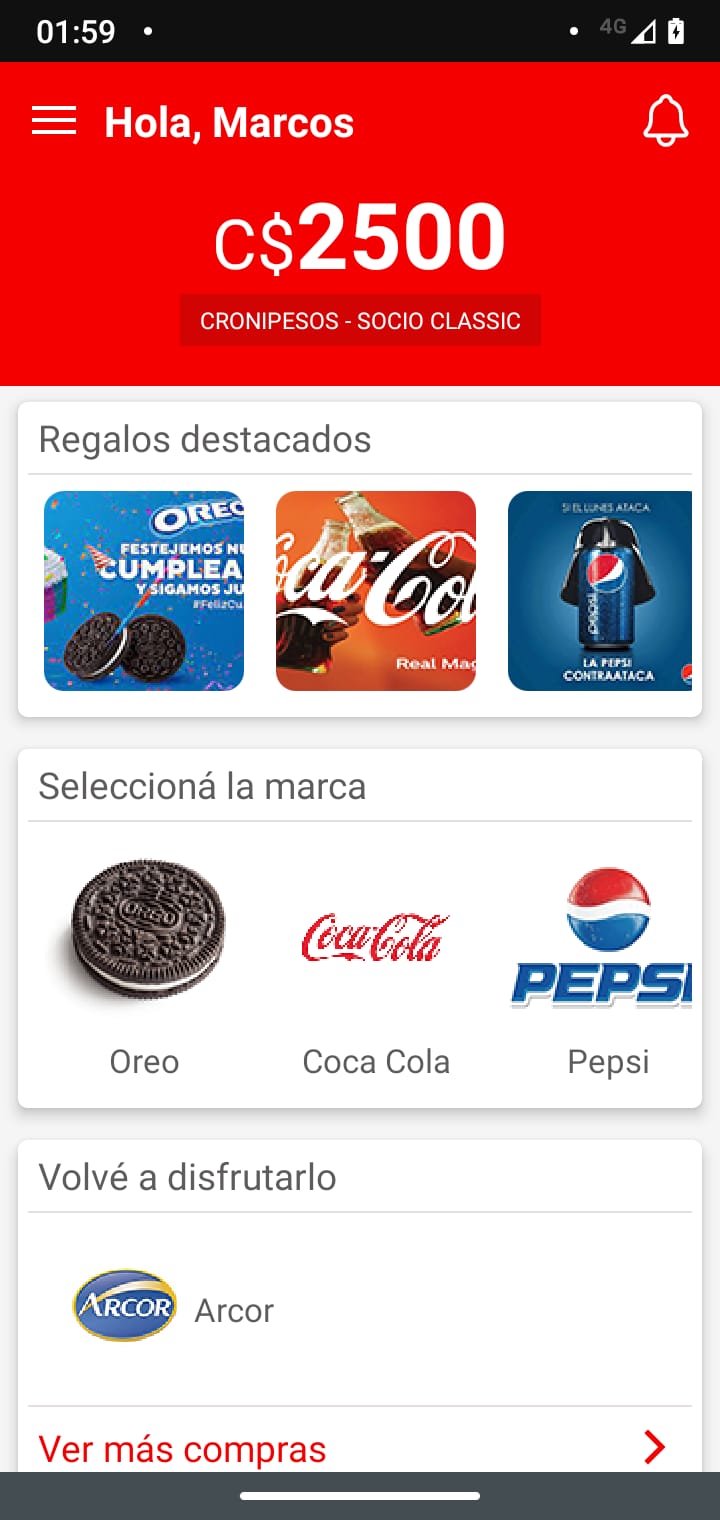 01:59
4G
Hola, Marcos
C$2500
CRONIPESOS - SOCIO CLASSIC
Regalos destacados
OREO
FESTEJEMOS NU
CUMPLEA
Y SIGAMOS JU
#FelizCu
Coca-Cola
Real Mag
SI EL LUNES ATACA
pepsi
LA PEPSI
CONTRAATACA
Seleccioná la marca
OREO
Coca-Cola
PEPSI
Oreo
Coca Cola
Pepsi
Volvé a disfrutarlo
ARCOR
Arcor
Ver más compras